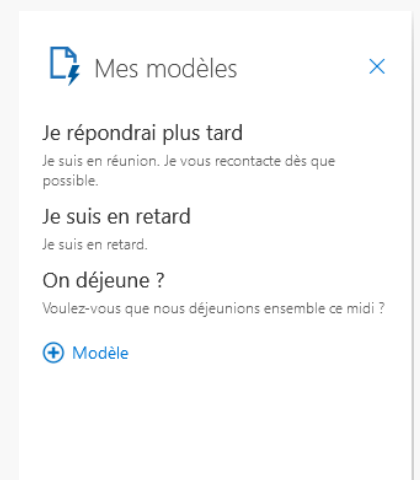 Mes modèles
Je répondrai plus tard
Je suis en réunion. Je vous recontacte dès que
possible.
Je suis en retard
Je suis en retard.
On déjeune ?
Voulez-vous que nous déjeunions ensemble ce midi ?
Modèle